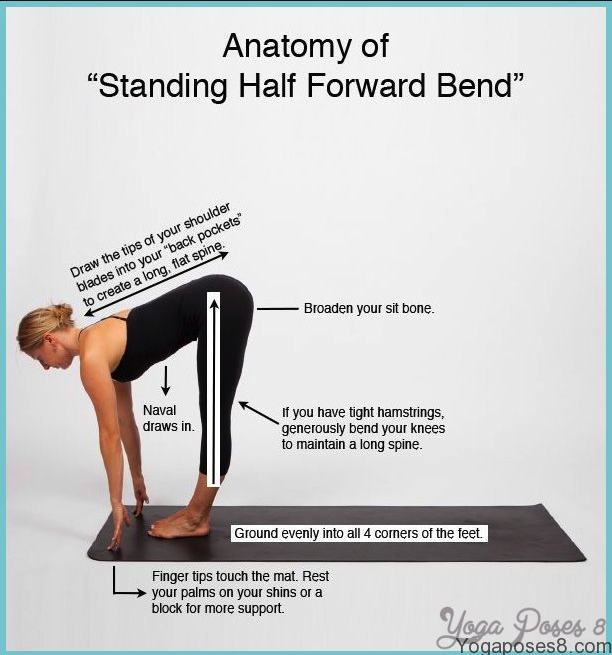 Anatomy of
“Standing Half Forward Bend”
Draw the tips of your shoulder
blades into your “back pockets”
to create a long, flat spine.
Broaden your sit bone.
Naval
draws in.
If you have tight hamstrings,
generously bend your knees
to maintain a long spine.
Ground evenly into all 4 corners of the feet.
Finger tips touch the mat. Rest
your palms on your shins or a
block for more support.
Yoga Poses 8
Yogaposes8.com